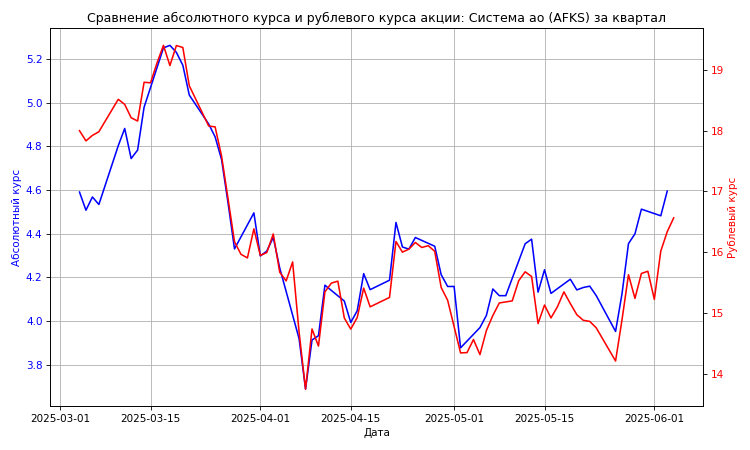 Сравнение абсолютного курса и рублевого курса акции: Система ао (AFKS) за квартал
Абсолютный курс
5.2
5.0
4.8
4.6
4.4
4.2
4.0
3.8
19
18
17
16
15
14
Рублевый курс
2025-03-01 2025-03-15 2025-04-01 2025-04-15 2025-05-01 2025-05-15 2025-06-01
Дата